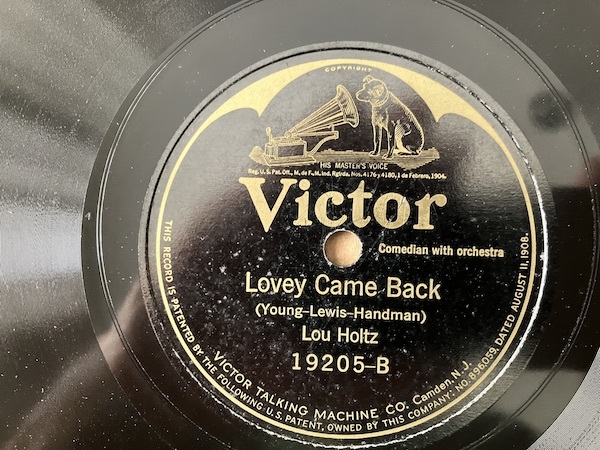 COPYRIGHT
HIS MASTER'S VOICE
Reg. U.S. Pat. Off., M. de F., M. Ind. Rgtrda. Nos. 4176 y 4180, 1 de Febrero, 1904.
Victor
Comedian with orchestra
Lovey Came Back
(Young-Lewis-Handman)
Lou Holtz
19205-B
VICTOR TALKING MACHINE CO. Camden, N.J.
THIS RECORD IS PATENTED BY THE FOLLOWING U.S. PATENT, OWNED BY THIS COMPANY: NO. 896059, DATED AUGUST 11, 1908.